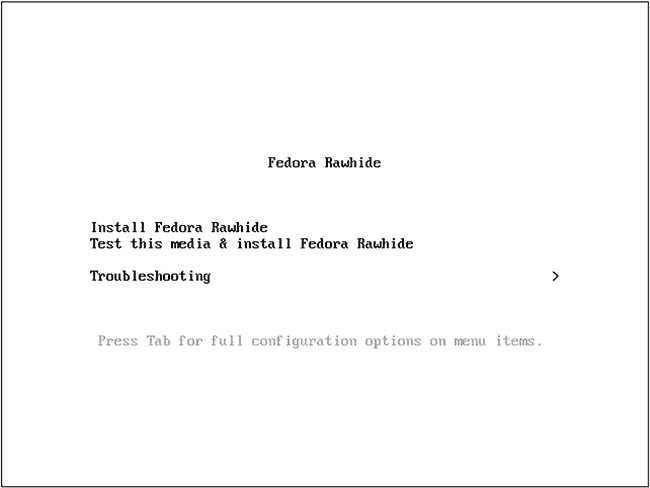 Fedora Rawhide
Install Fedora Rawhide
Test this media & install Fedora Rawhide
Troubleshooting >
Press Tab for full configuration options on menu items.